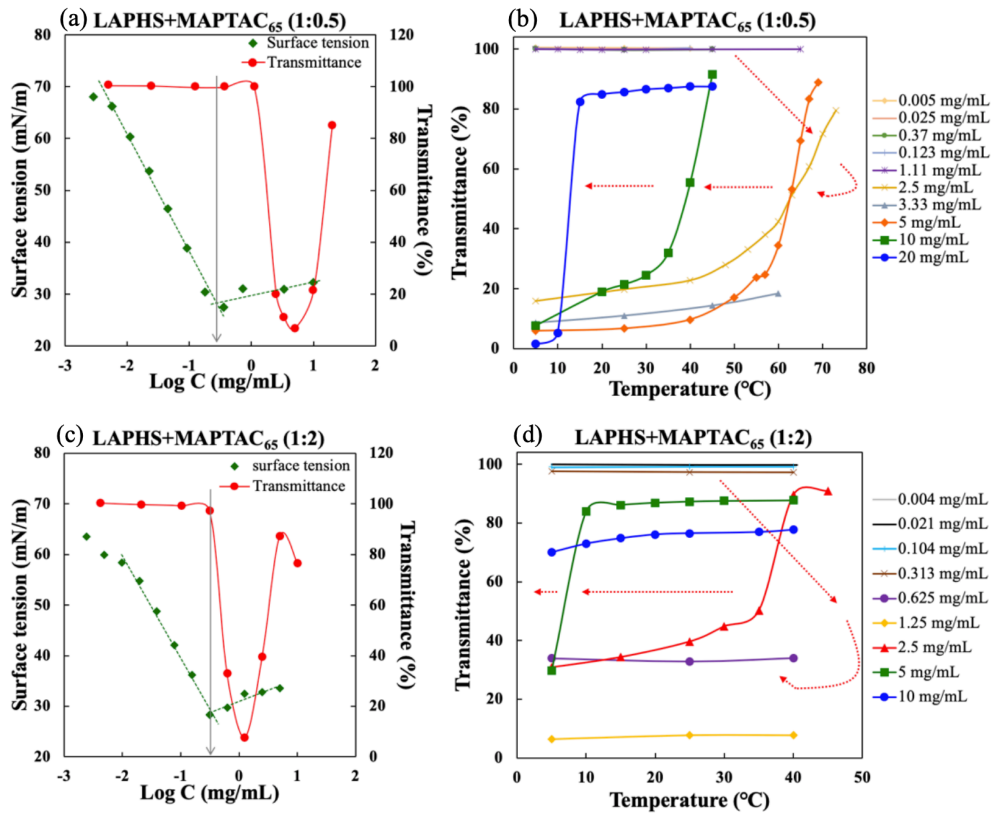 (a) LAPHS+MAPTAC65 (1:0.5)
Surface tension
Transmittance
Surface tension (mN/m)
80
70
60
50
40
30
20
120
100
80
60
40
20
0
Transmittance (%)
-3 -2 -1 0 1 2
Log C (mg/mL)
(b) LAPHS+MAPTAC65 (1:0.5)
Transmittance (%)
100
80
60
40
20
0
0 10 20 30 40 50 60 70 80
Temperature (℃)
0.005 mg/mL
0.025 mg/mL
0.37 mg/mL
0.123 mg/mL
1.11 mg/mL
2.5 mg/mL
3.33 mg/mL
5 mg/mL
10 mg/mL
20 mg/mL
(c) LAPHS+MAPTAC65 (1:2)
surface tension
Transmittance
Surface tension (mN/m)
80
70
60
50
40
30
20
120
100
80
60
40
20
0
Transmittance (%)
-3 -2 -1 0 1 2
Log C (mg/mL)
(d) LAPHS+MAPTAC65 (1:2)
Transmittance (%)
100
80
60
40
20
0
0 10 20 30 40 50
Temperature (℃)
0.004 mg/mL
0.021 mg/mL
0.104 mg/mL
0.313 mg/mL
0.625 mg/mL
1.25 mg/mL
2.5 mg/mL
5 mg/mL
10 mg/mL